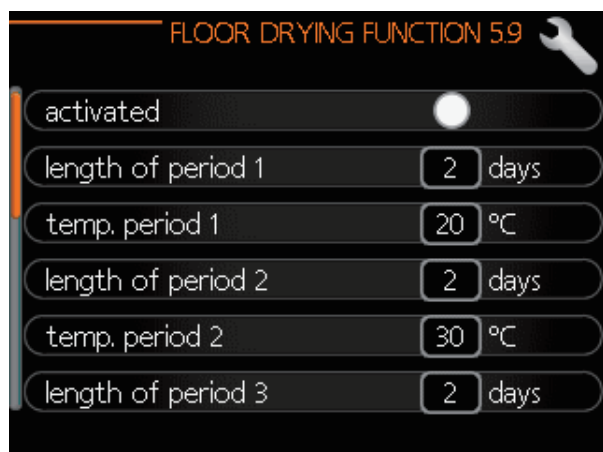 FLOOR DRYING FUNCTION 5.9
activated
length of period 1 2 days
temp. period 1 20 °C
length of period 2 2 days
temp. period 2 30 °C
length of period 3 2 days